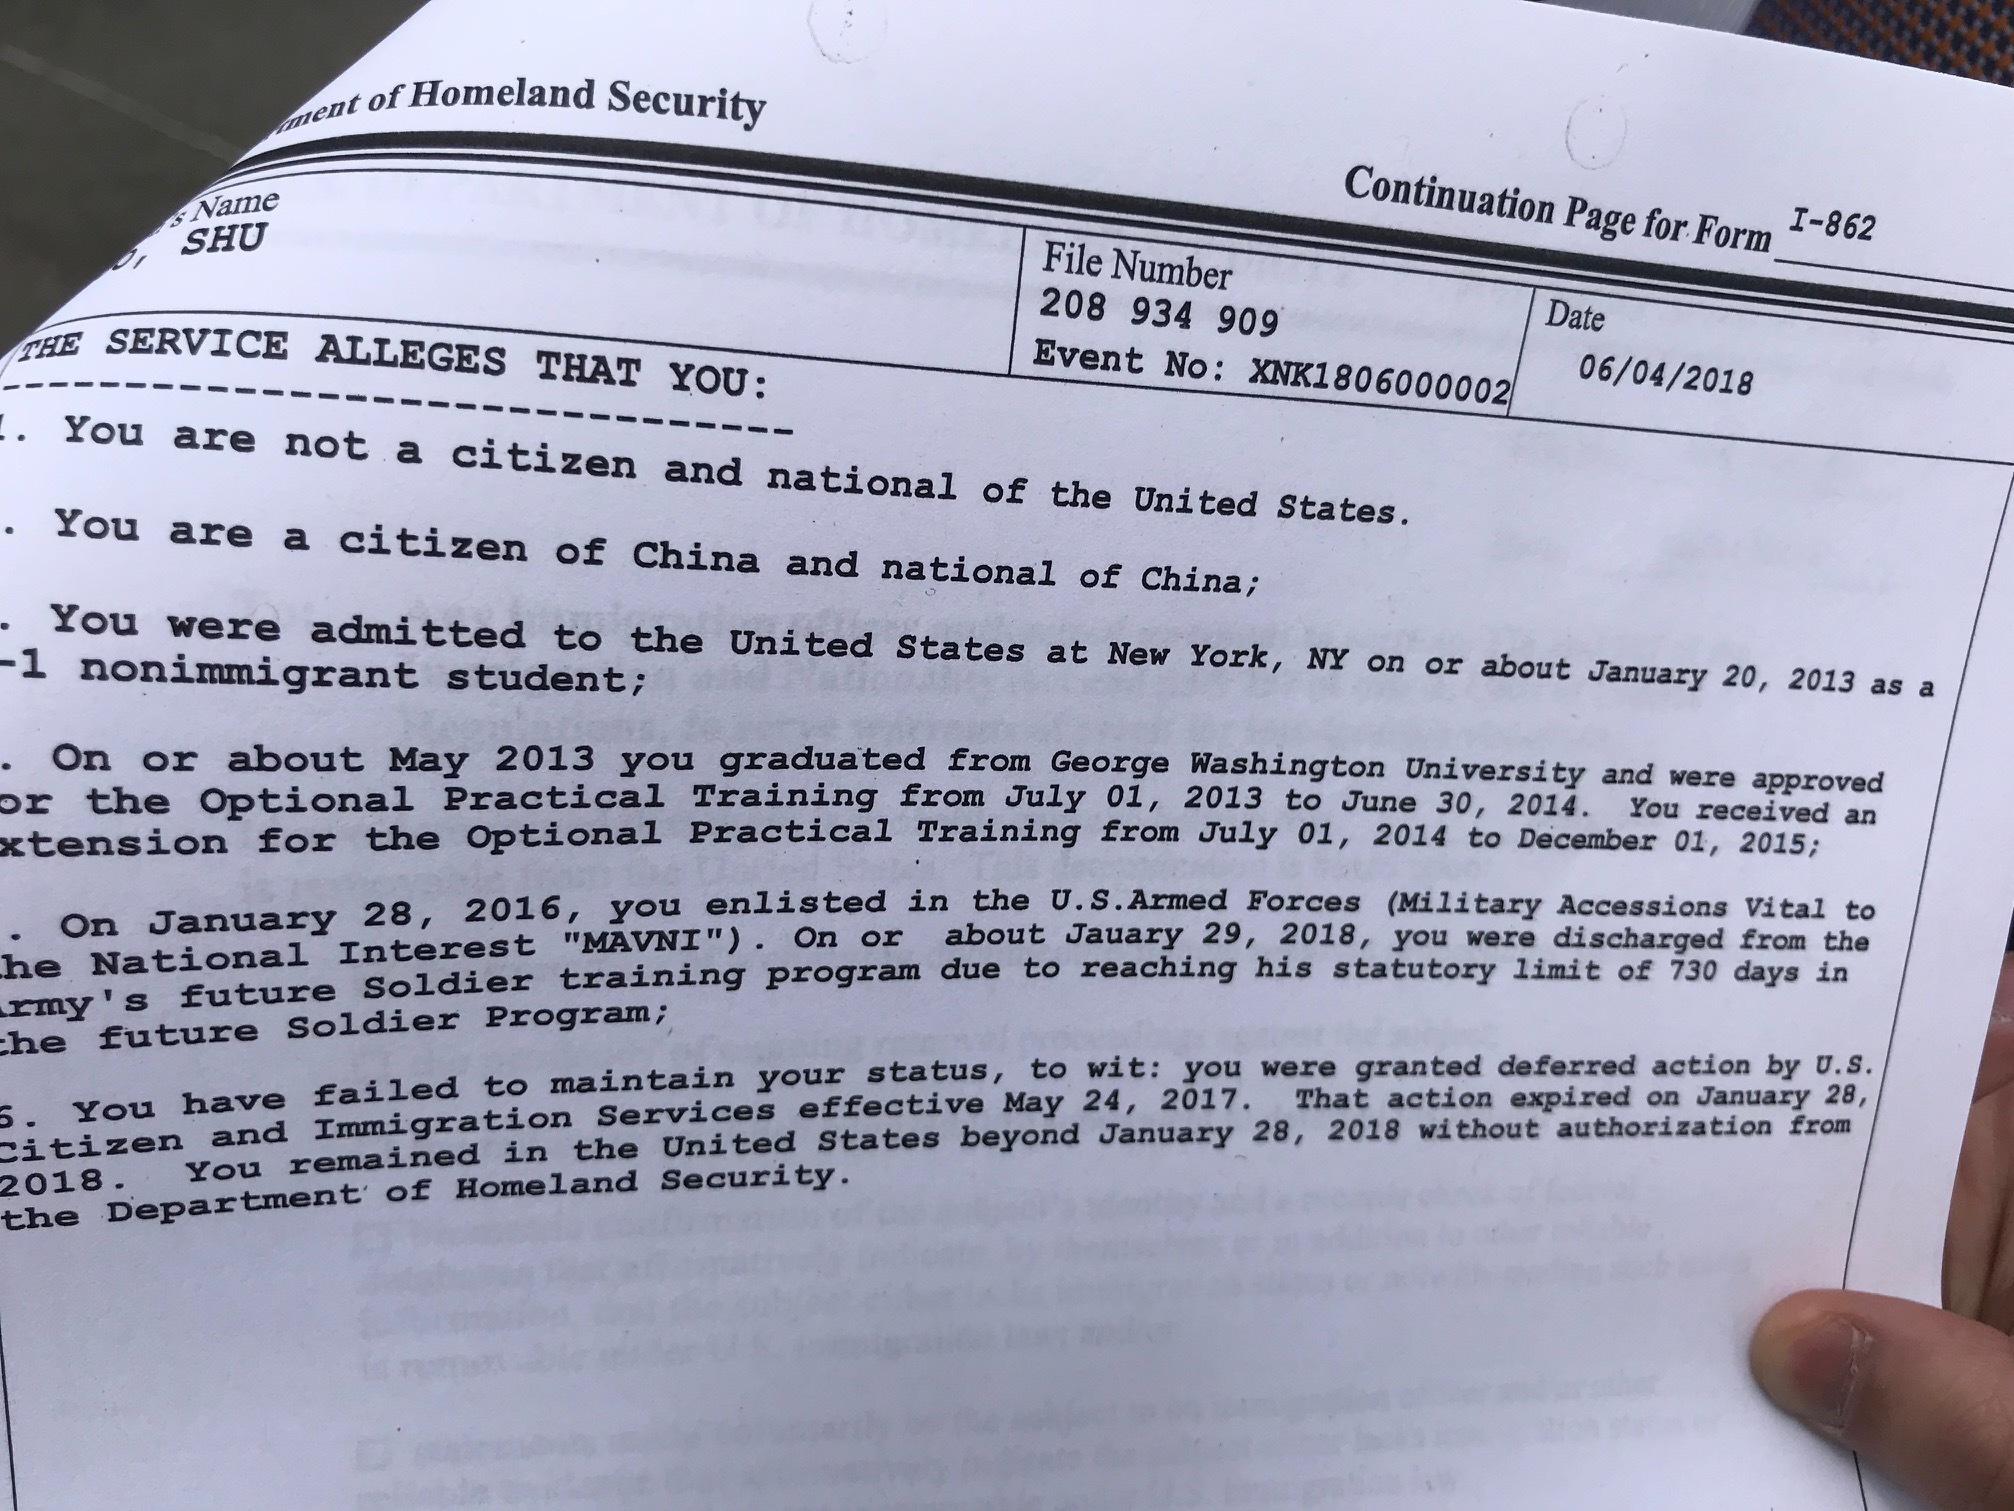 ment of Homeland Security
Continuation Page for Form I-862
's Name
SHU
File Number
208 934 909
Event No: XNK1806000002
Date
06/04/2018
THE SERVICE ALLEGES THAT YOU:
-----------------------------
1. You are not a citizen and national of the United States.
. You are a citizen of China and national of China;
. You were admitted to the United States at New York, NY on or about January 20, 2013 as a
-1 nonimmigrant student;
. On or about May 2013 you graduated from George Washington University and were approved
or the Optional Practical Training from July 01, 2013 to June 30, 2014. You received an
xtension for the Optional Practical Training from July 01, 2014 to December 01, 2015;
. On January 28, 2016, you enlisted in the U.S.Armed Forces (Military Accessions Vital to
he National Interest "MAVNI"). On or about Jauary 29, 2018, you were discharged from the
rmy's future Soldier training program due to reaching his statutory limit of 730 days in
the future Soldier Program;
6. You have failed to maintain your status, to wit: you were granted deferred action by U.S.
Citizen and Immigration Services effective May 24, 2017. That action expired on January 28,
2018. You remained in the United States beyond January 28, 2018 without authorization from
the Department of Homeland Security.